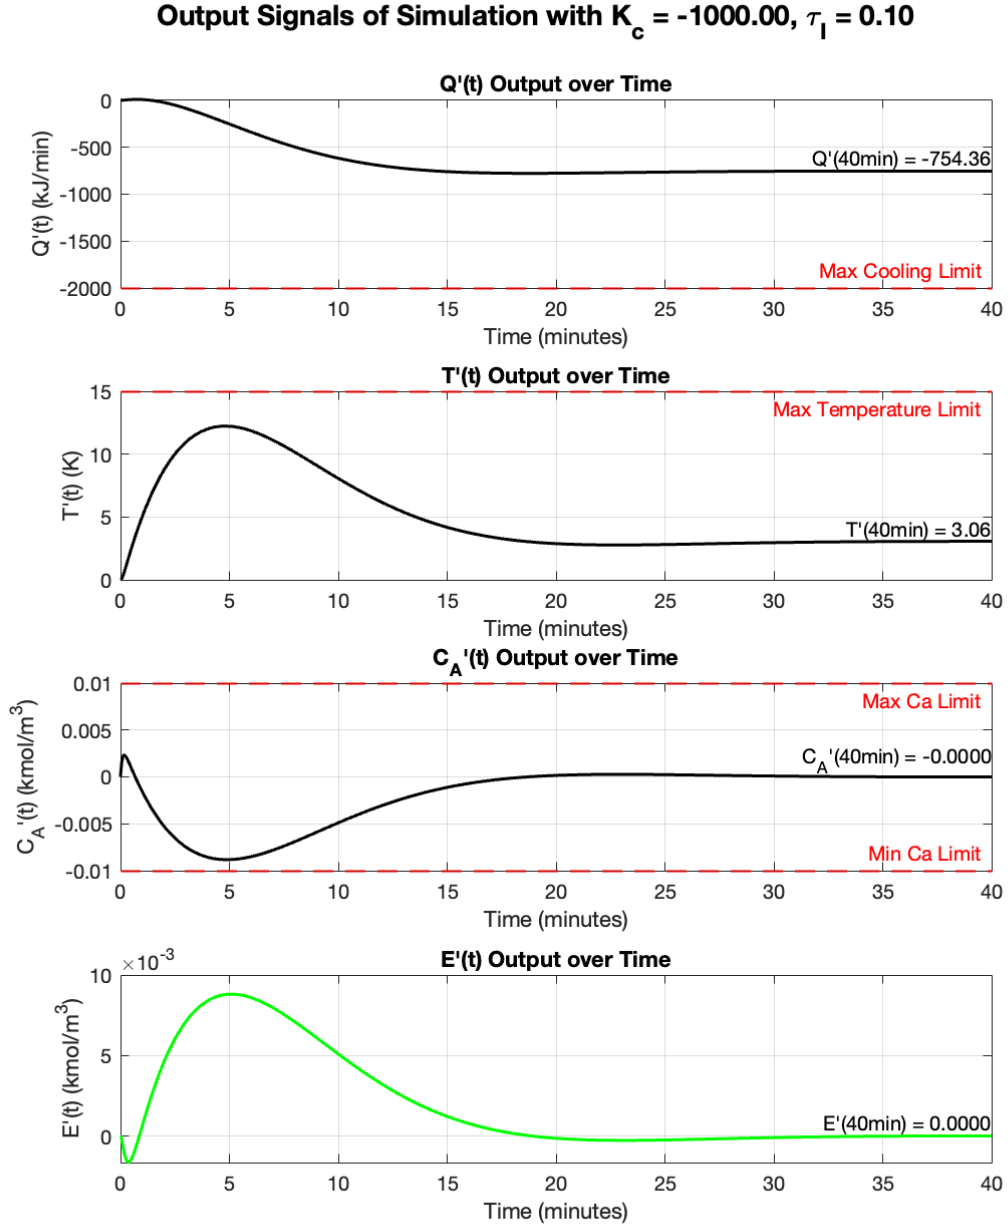 Output Signals of Simulation with K_c = -1000.00, τ_I = 0.10
Q'(t) Output over Time
Q'(t) (kJ/min)
0
-500
-1000
-1500
-2000
Q'(40min) = -754.36
Max Cooling Limit
0 5 10 15 20 25 30 35 40
Time (minutes)
T'(t) Output over Time
T'(t) (K)
15
10
5
0
Max Temperature Limit
T'(40min) = 3.06
0 5 10 15 20 25 30 35 40
Time (minutes)
C_A'(t) Output over Time
C_A'(t) (kmol/m³)
0.01
0.005
0
-0.005
-0.01
Max Ca Limit
C_A'(40min) = -0.0000
Min Ca Limit
0 5 10 15 20 25 30 35 40
Time (minutes)
E'(t) Output over Time
×10⁻³
E'(t) (kmol/m³)
10
5
0
E'(40min) = 0.0000
0 5 10 15 20 25 30 35 40
Time (minutes)